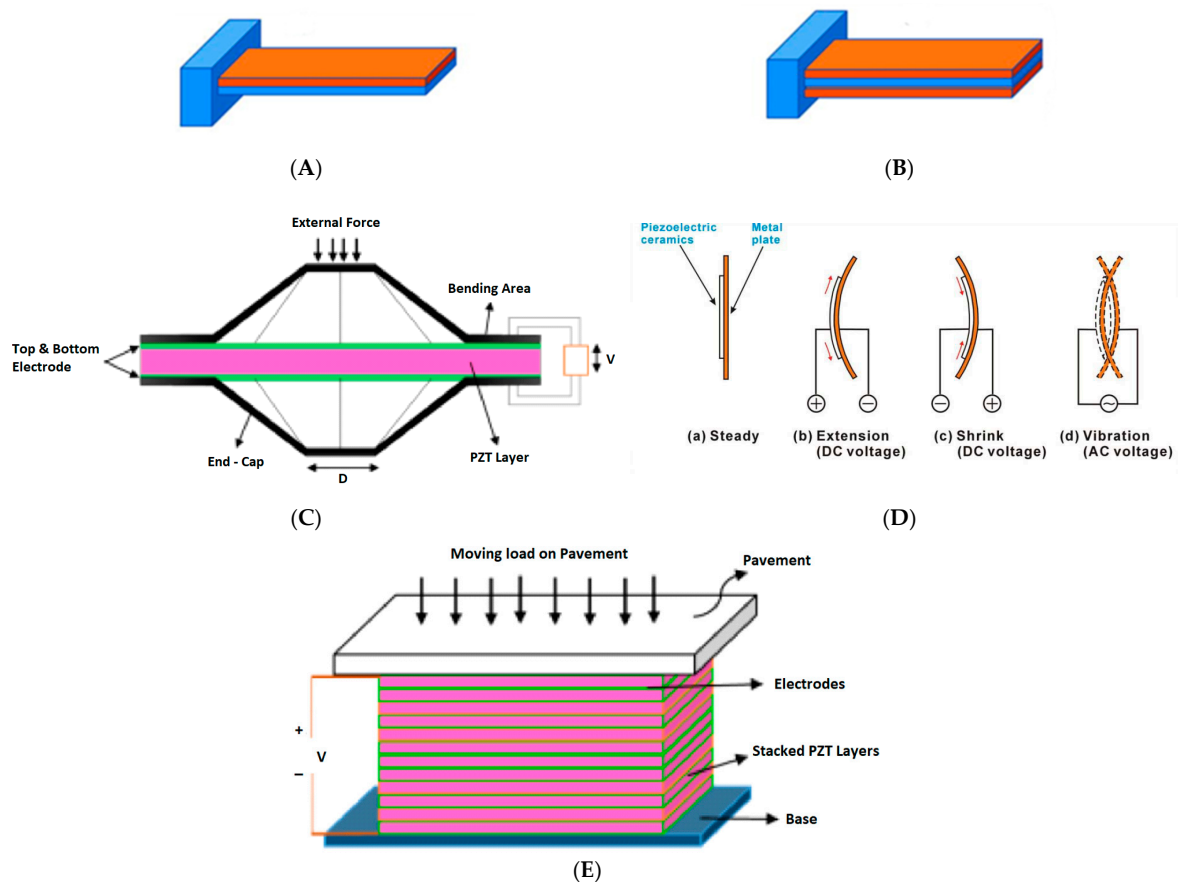 (A)
(B)
External Force
Bending Area
Top & Bottom
Electrode
V
End - Cap
PZT Layer
D
Piezoelectric
ceramics
Metal
plate
+
−
−
+
~
(a) Steady
(b) Extension
(DC voltage)
(c) Shrink
(DC voltage)
(d) Vibration
(AC voltage)
(C)
(D)
Moving load on Pavement
Pavement
Electrodes
+
V
−
Stacked PZT Layers
Base
(E)